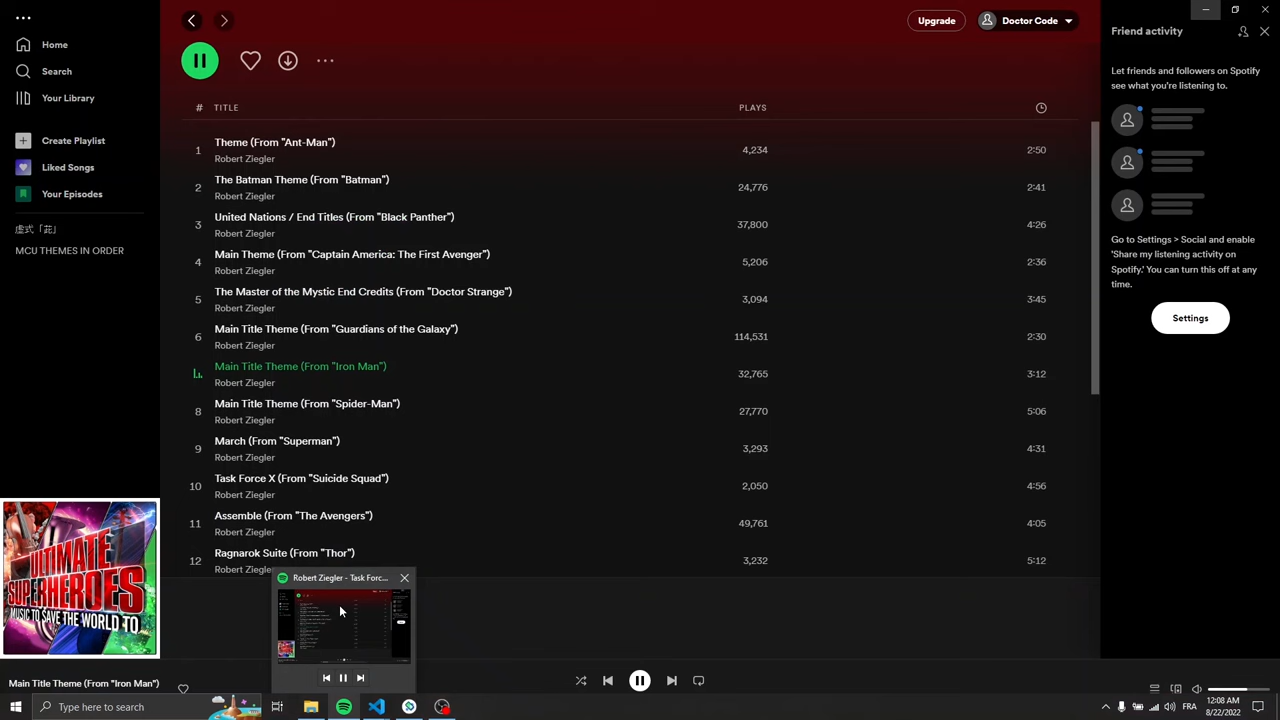 Home
Search
Your Library
Create Playlist
Liked Songs
Your Episodes
虚式「茈」
MCU THEMES IN ORDER
ULTIMATE
SUPERHEROES
MUSIC TO SAVE THE WORLD TO
Upgrade
Doctor Code
# TITLE PLAYS
1 Theme (From "Ant-Man") 4,234 2:50
Robert Ziegler
2 The Batman Theme (From "Batman") 24,776 2:41
Robert Ziegler
3 United Nations / End Titles (From "Black Panther") 37,800 4:26
Robert Ziegler
4 Main Theme (From "Captain America: The First Avenger") 5,206 2:36
Robert Ziegler
5 The Master of the Mystic End Credits (From "Doctor Strange") 3,094 3:45
Robert Ziegler
6 Main Title Theme (From "Guardians of the Galaxy") 114,531 2:30
Robert Ziegler
Main Title Theme (From "Iron Man") 32,765 3:12
Robert Ziegler
8 Main Title Theme (From "Spider-Man") 27,770 5:06
Robert Ziegler
9 March (From "Superman") 3,293 4:31
Robert Ziegler
10 Task Force X (From "Suicide Squad") 2,050 4:56
Robert Ziegler
11 Assemble (From "The Avengers") 49,761 4:05
Robert Ziegler
12 Ragnarok Suite (From "Thor") 3,232 5:12
Robert Ziegler
Robert Ziegler - Task Forc...
Friend activity
Let friends and followers on Spotify
see what you're listening to.
Go to Settings > Social and enable
'Share my listening activity on
Spotify.' You can turn this off at any
time.
Settings
Main Title Theme (From "Iron Man")
Type here to search
FRA
12:08 AM
8/22/2022